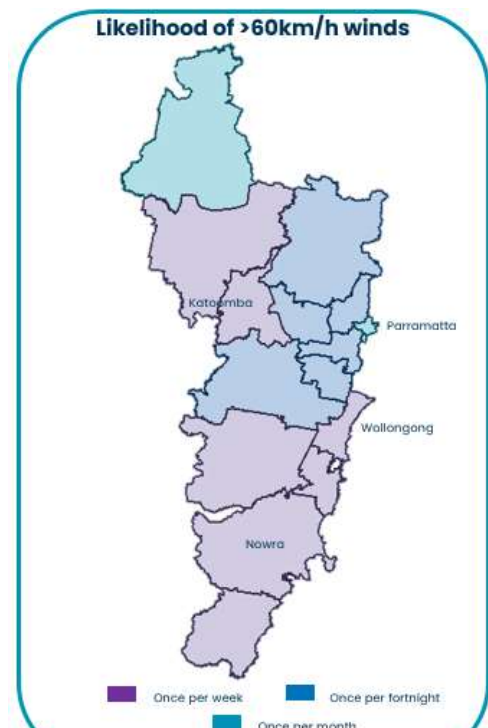 Likelihood of >60km/h winds
Katoomba
Parramatta
Wollongong
Nowra
Once per week
Once per fortnight
Once per month